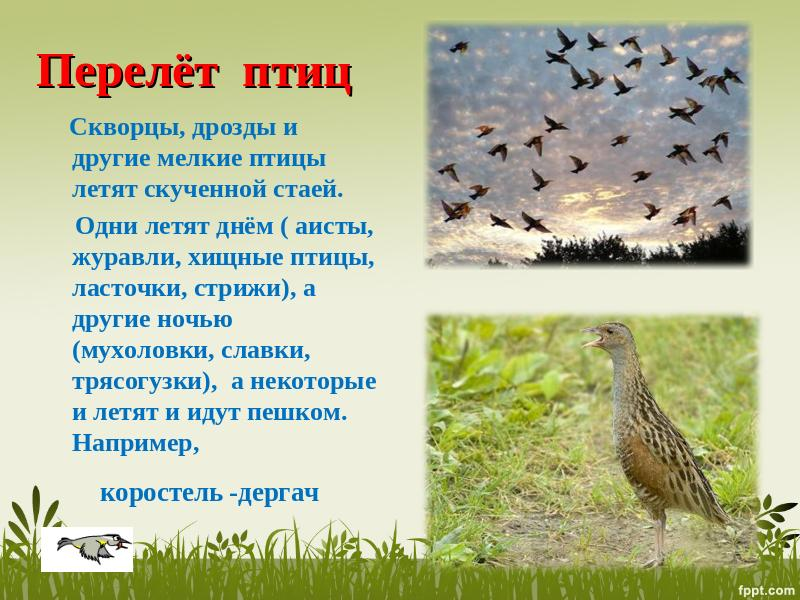 Перелёт птиц
Скворцы, дрозды и
другие мелкие птицы
летят скученной стаей.
Одни летят днём ( аисты,
журавли, хищные птицы,
ласточки, стрижи), а
другие ночью
(мухоловки, славки,
трясогузки), а некоторые
и летят и идут пешком.
Например,
коростель -дергач
fppt.com